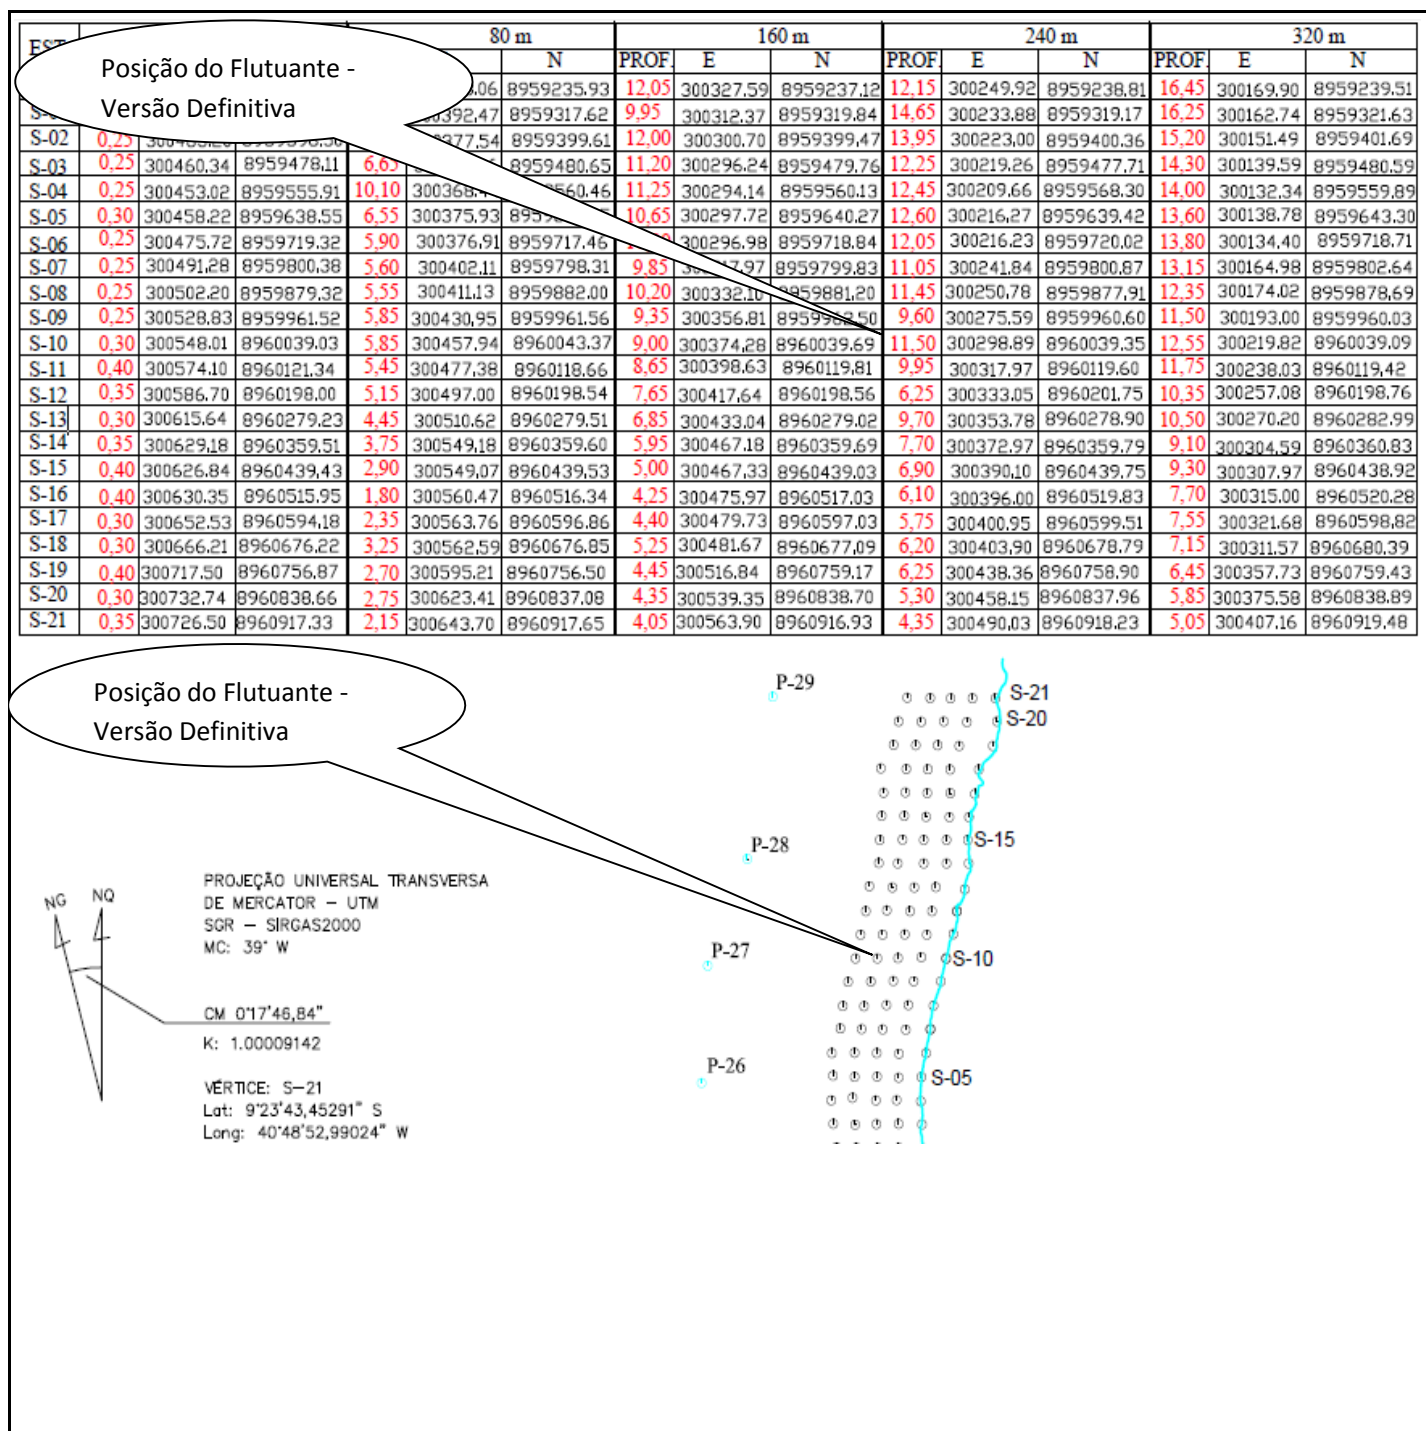 EST 80 m 160 m 240 m 320 m
N PROF. E N PROF. E N PROF. E N
Posição do Flutuante -
Versão Definitiva
.06 8959235.93 12,05 300327.59 8959237.12 12,15 300249.92 8959238.81 16,45 300169.90 8959239.51
300392.47 8959317.62 9,95 300312.37 8959319.84 14,65 300233.88 8959319.17 16,25 300162.74 8959321.63
S-02 0,25 8959399.61 12,00 300300.70 8959399.47 13,95 300223.00 8959400.36 15,20 300151.49 8959401.69
S-03 0,25 300460.34 8959478.11 6,65 8959480.65 11,20 300296.24 8959479.76 12,25 300219.26 8959477.71 14,30 300139.59 8959480.59
S-04 0,25 300453.02 8959555.91 10,10 11,25 300294.14 8959560.13 12,45 300209.66 8959568.30 14,00 300132.34 8959559.89
S-05 0,30 300458.22 8959638.55 6,55 300375.93 10,65 300297.72 8959640.27 12,60 300216.27 8959639.42 13,60 300138.78 8959643.30
S-06 0,25 300475.72 8959719.32 5,90 300376.91 8959717.46 300296.98 8959718.84 12,05 300216.23 8959720.02 13,80 300134.40 8959718.71
S-07 0,25 300491.28 8959800.38 5,60 300402.11 8959798.31 9,85 8959799.83 11,05 300241.84 8959800.87 13,15 300164.98 8959802.64
S-08 0,25 300502.20 8959879.32 5,55 300411.13 8959882.00 10,20 300332.10 8959881.20 11,45 300250.78 8959877.91 12,35 300174.02 8959878.69
S-09 0,25 300528.83 8959961.52 5,85 300430.95 8959961.56 9,35 300356.81 9,60 300275.59 8959960.60 11,50 300193.00 8959960.03
S-10 0,30 300548.01 8960039.03 5,85 300457.94 8960043.37 9,00 300374.28 8960039.69 11,50 300298.89 8960039.35 12,55 300219.82 8960039.09
S-11 0,40 300574.10 8960121.34 5,45 300477.38 8960118.66 8,65 300398.63 8960119.81 9,95 300317.97 8960119.60 11,75 300238.03 8960119.42
S-12 0,35 300586.70 8960198.00 5,15 300497.00 8960198.54 7,65 300417.64 8960198.56 6,25 300333.05 8960201.75 10,35 300257.08 8960198.76
S-13 0,30 300615.64 8960279.23 4,45 300510.62 8960279.51 6,85 300433.04 8960279.02 9,70 300353.78 8960278.90 10,50 300270.20 8960282.99
S-14 0,35 300629.18 8960359.51 3,75 300549.18 8960359.60 5,95 300467.18 8960359.69 7,70 300372.97 8960359.79 9,10 300304.59 8960360.83
S-15 0,40 300626.84 8960439.43 2,90 300549.07 8960439.53 5,00 300467.33 8960439.03 6,90 300390.10 8960439.75 9,30 300307.97 8960438.92
S-16 0,40 300630.35 8960515.95 1,80 300560.47 8960516.34 4,25 300475.97 8960517.03 6,10 300396.00 8960519.83 7,70 300315.00 8960520.28
S-17 0,30 300652.53 8960594.18 2,35 300563.76 8960596.86 4,40 300479.73 8960597.03 5,75 300400.95 8960599.51 7,55 300321.68 8960598.82
S-18 0,30 300666.21 8960676.22 3,25 300562.59 8960676.85 5,25 300481.67 8960677.09 6,20 300403.90 8960678.79 7,15 300311.57 8960680.39
S-19 0,40 300717.50 8960756.87 2,70 300595.21 8960756.50 4,45 300516.84 8960759.17 6,25 300438.36 8960758.90 6,45 300357.73 8960759.43
S-20 0,30 300732.74 8960838.66 2,75 300623.41 8960837.08 4,35 300539.35 8960838.70 5,30 300458.15 8960837.96 5,85 300375.58 8960838.89
S-21 0,35 300726.50 8960917.33 2,15 300643.70 8960917.65 4,05 300563.90 8960916.93 4,35 300490.03 8960918.23 5,05 300407.16 8960919.48
Posição do Flutuante -
Versão Definitiva
P-29
S-21
S-20
S-15
P-28
P-27
S-10
P-26
S-05
NG NQ
PROJEÇÃO UNIVERSAL TRANSVERSA
DE MERCATOR – UTM
SGR – SIRGAS2000
MC: 39° W
CM 0°17'46,84"
K: 1.00009142
VÉRTICE: S–21
Lat: 9°23'43,45291" S
Long: 40°48'52,99024" W